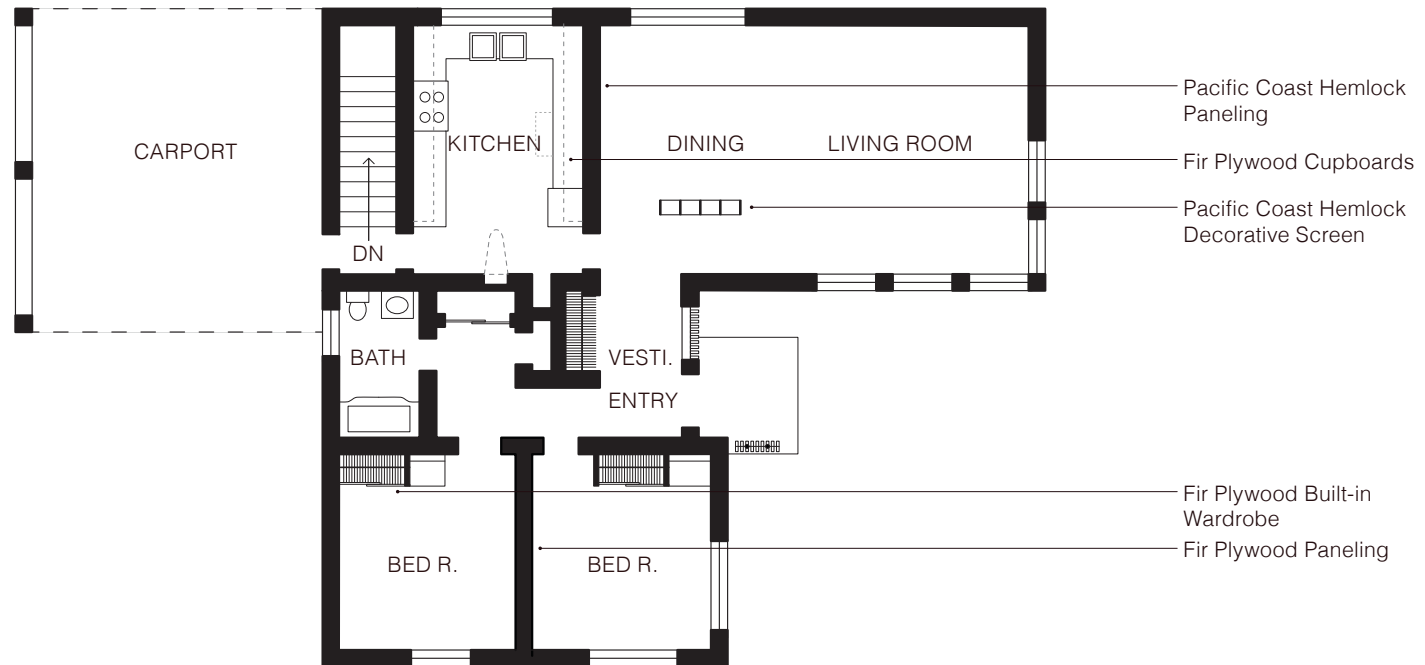 CARPORT
KITCHEN
DINING
LIVING ROOM
DN
BATH
VESTI.
ENTRY
BED R.
BED R.
Pacific Coast Hemlock
Paneling
Fir Plywood Cupboards
Pacific Coast Hemlock
Decorative Screen
Fir Plywood Built-in
Wardrobe
Fir Plywood Paneling